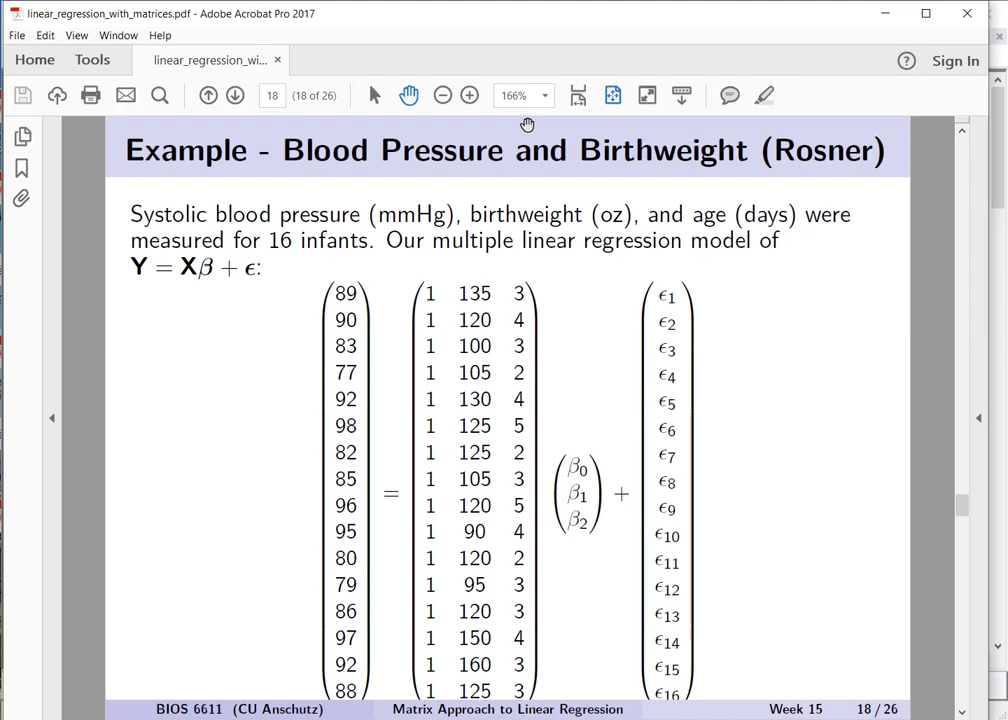 linear_regression_with_matrices.pdf - Adobe Acrobat Pro 2017
File Edit View Window Help
Home Tools linear_regression_wi... × Sign In
18 (18 of 26) 166%
Example - Blood Pressure and Birthweight (Rosner)
Systolic blood pressure (mmHg), birthweight (oz), and age (days) were
measured for 16 infants. Our multiple linear regression model of
Y = Xβ + ϵ:
89 1 135 3 ϵ1
90 1 120 4 ϵ2
83 1 100 3 ϵ3
77 1 105 2 ϵ4
92 1 130 4 ϵ5
98 1 125 5 ϵ6
82 1 125 2 ϵ7
85 1 105 3 β0 ϵ8
96 = 1 120 5 β1 + ϵ9
95 1 90 4 β2 ϵ10
80 1 120 2 ϵ11
79 1 95 3 ϵ12
86 1 120 3 ϵ13
97 1 150 4 ϵ14
92 1 160 3 ϵ15
88 1 125 3 ϵ16
BIOS 6611 (CU Anschutz) Matrix Approach to Linear Regression Week 15 18 / 26